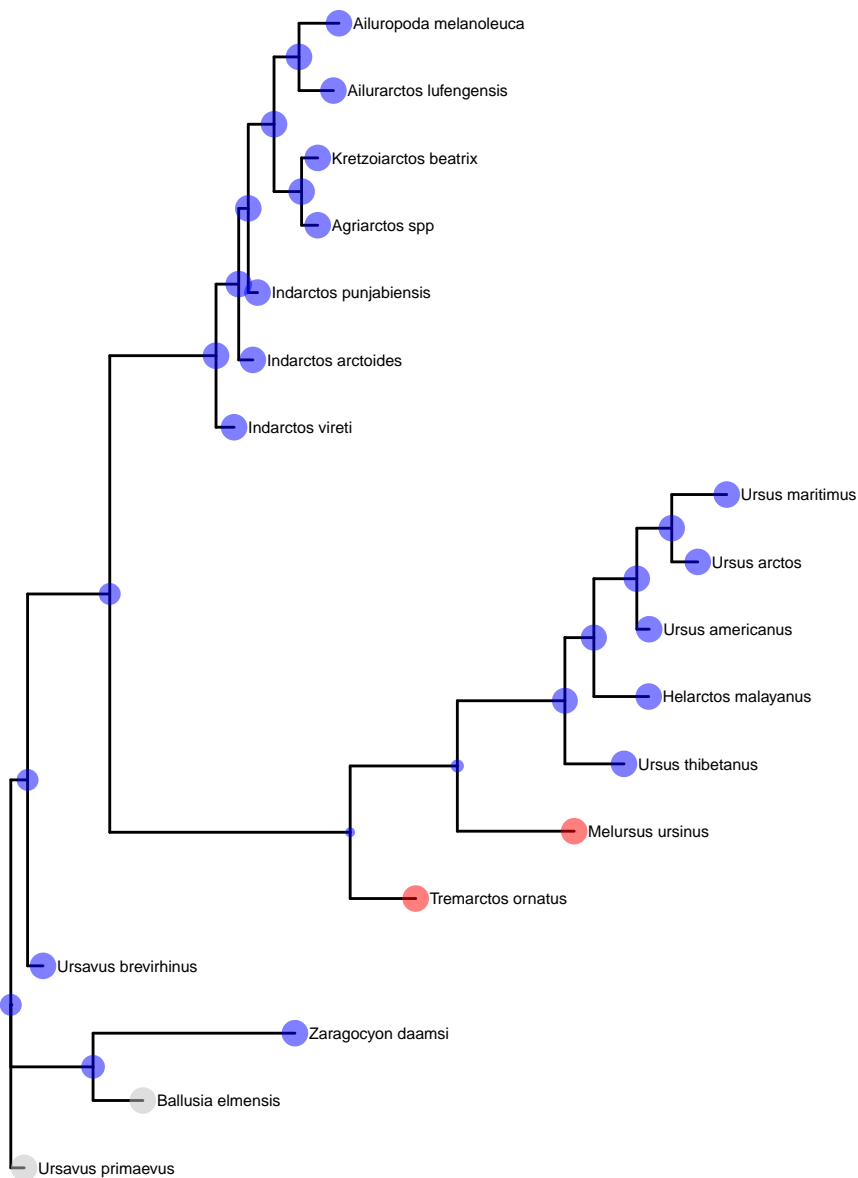 Ailuropoda melanoleuca
Ailurarctos lufengensis
Kretzoiarctos beatrix
Agriarctos spp
Indarctos punjabiensis
Indarctos arctoides
Indarctos vireti
Ursus maritimus
Ursus arctos
Ursus americanus
Helarctos malayanus
Ursus thibetanus
Melursus ursinus
Tremarctos ornatus
Ursavus brevirhinus
Zaragocyon daamsi
Ballusia elmensis
Ursavus primaevus